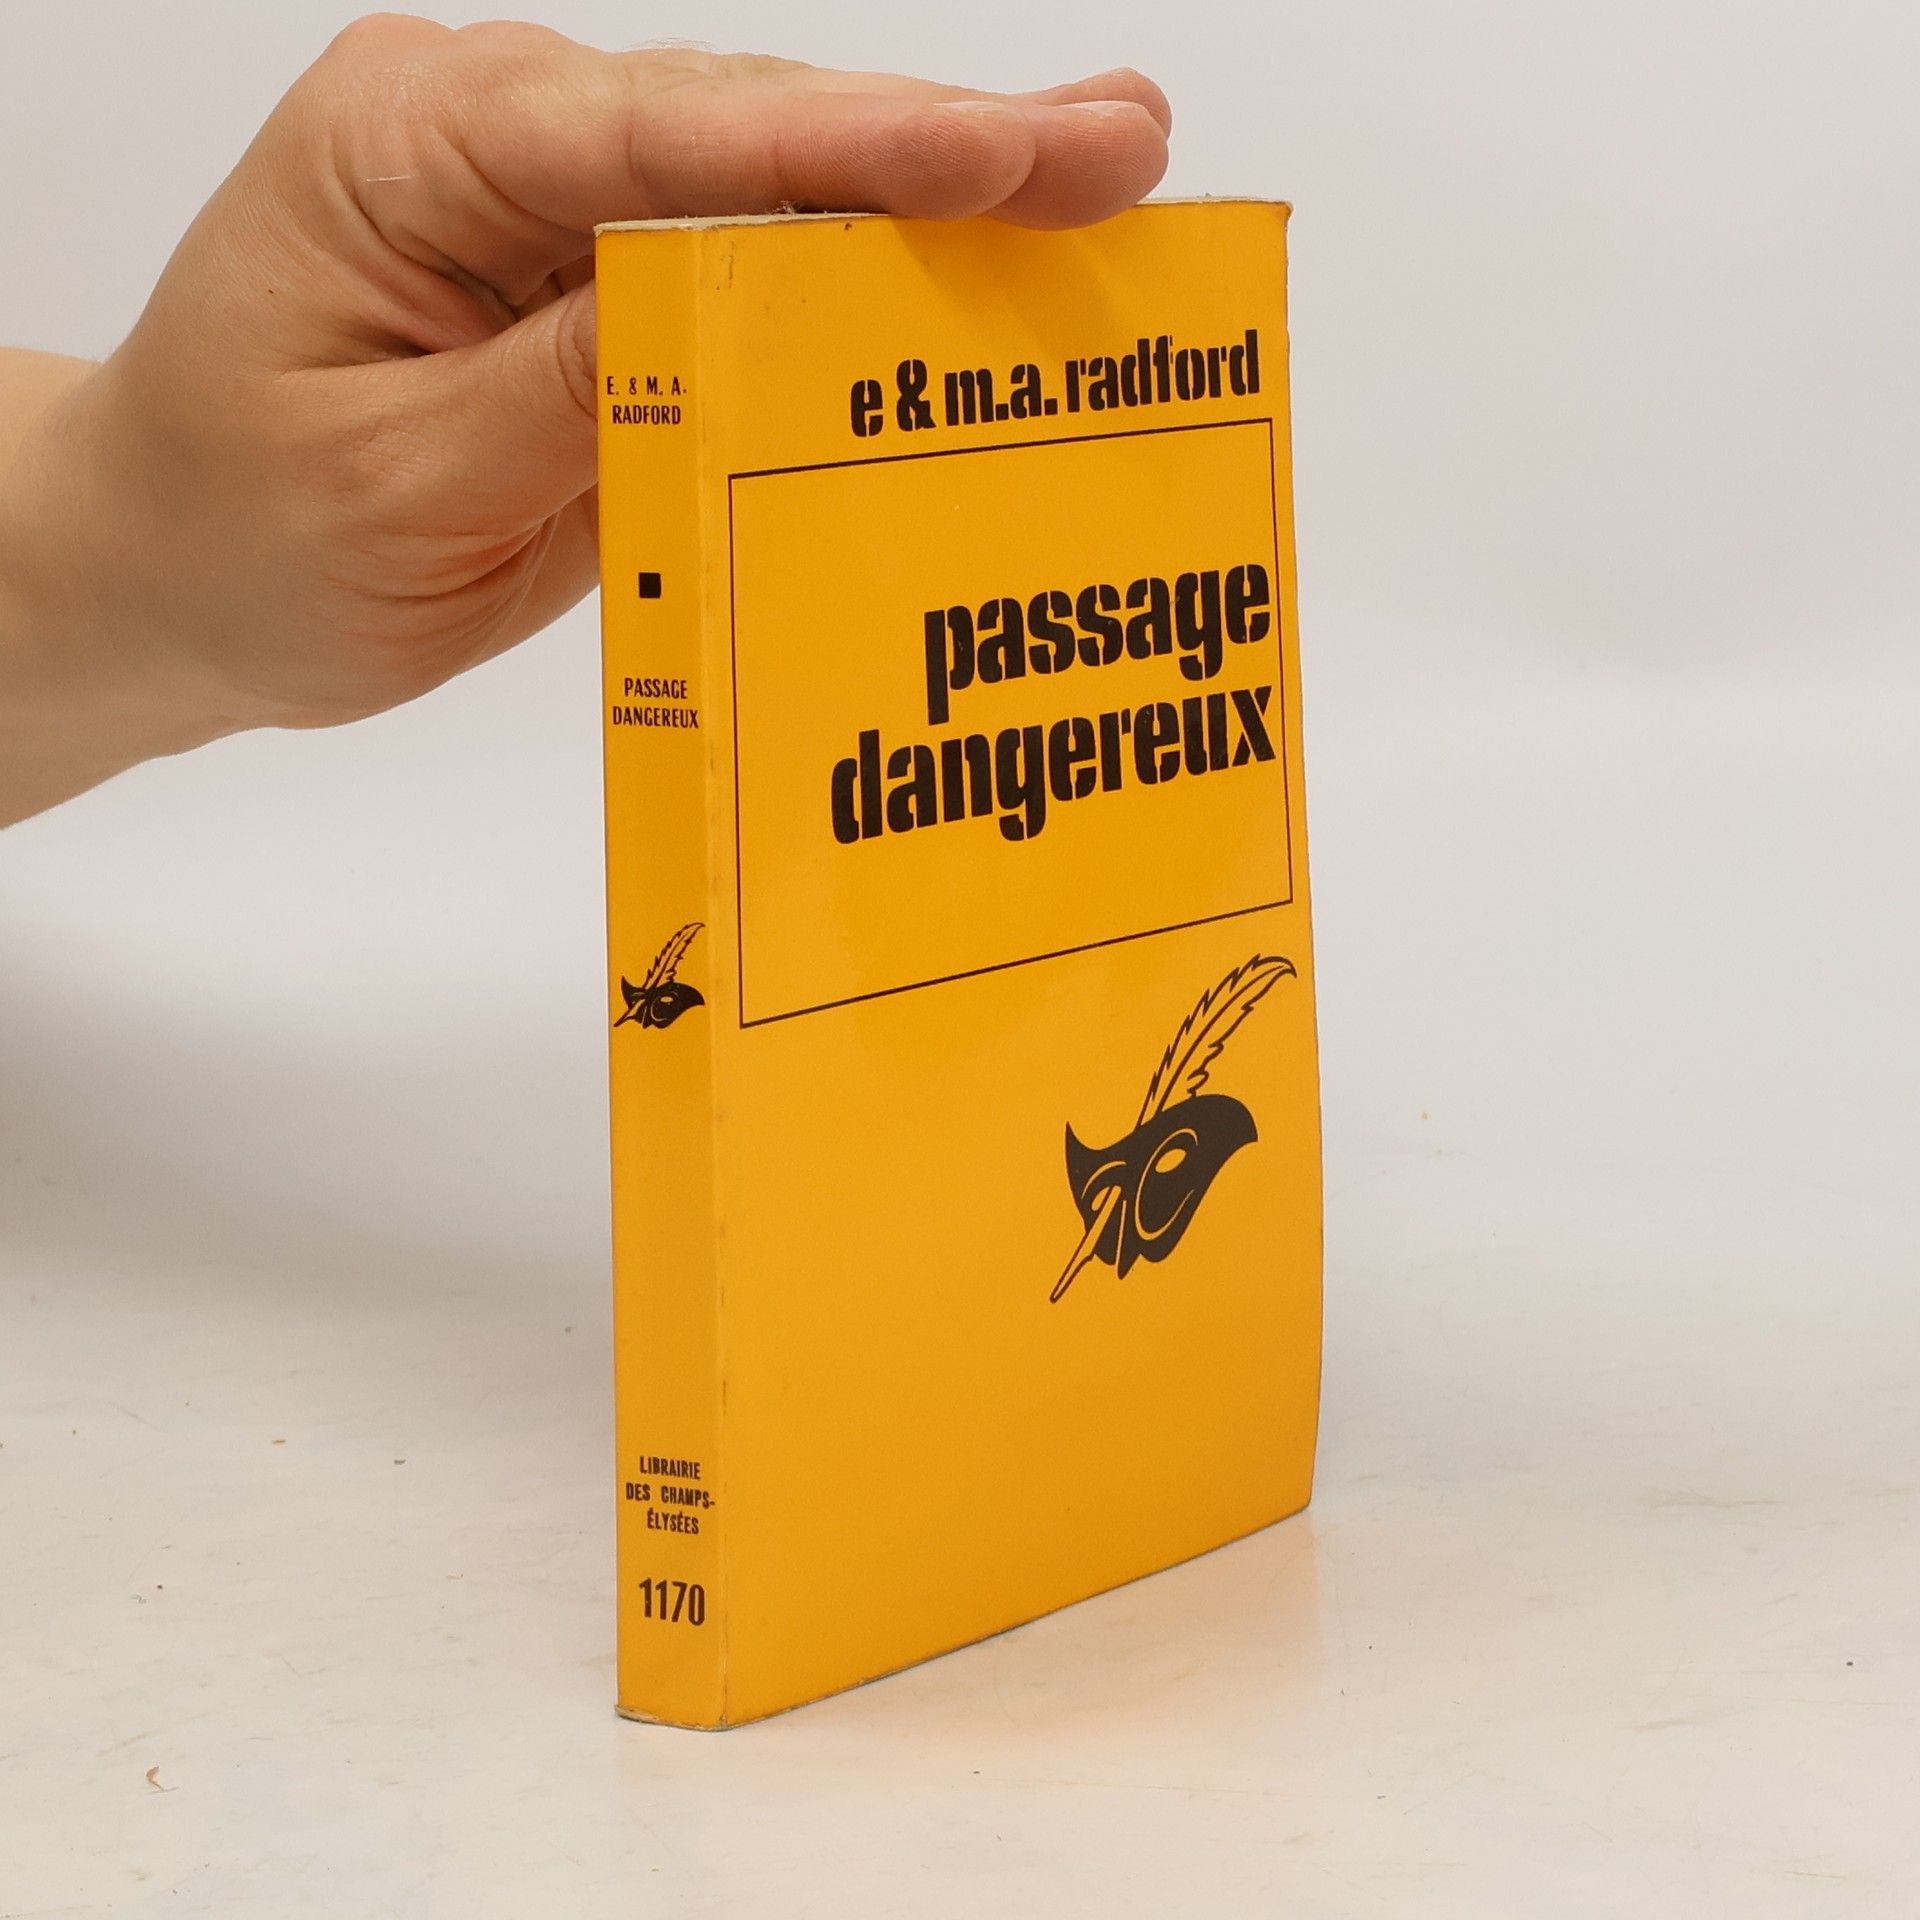 E. & M. A.
RADFORD
PASSAGE
DANGEREUX
LIBRAIRIE
DES CHAMPS-
ÉLYSÉES
1170
e & m.a. radford
passage
dangereux